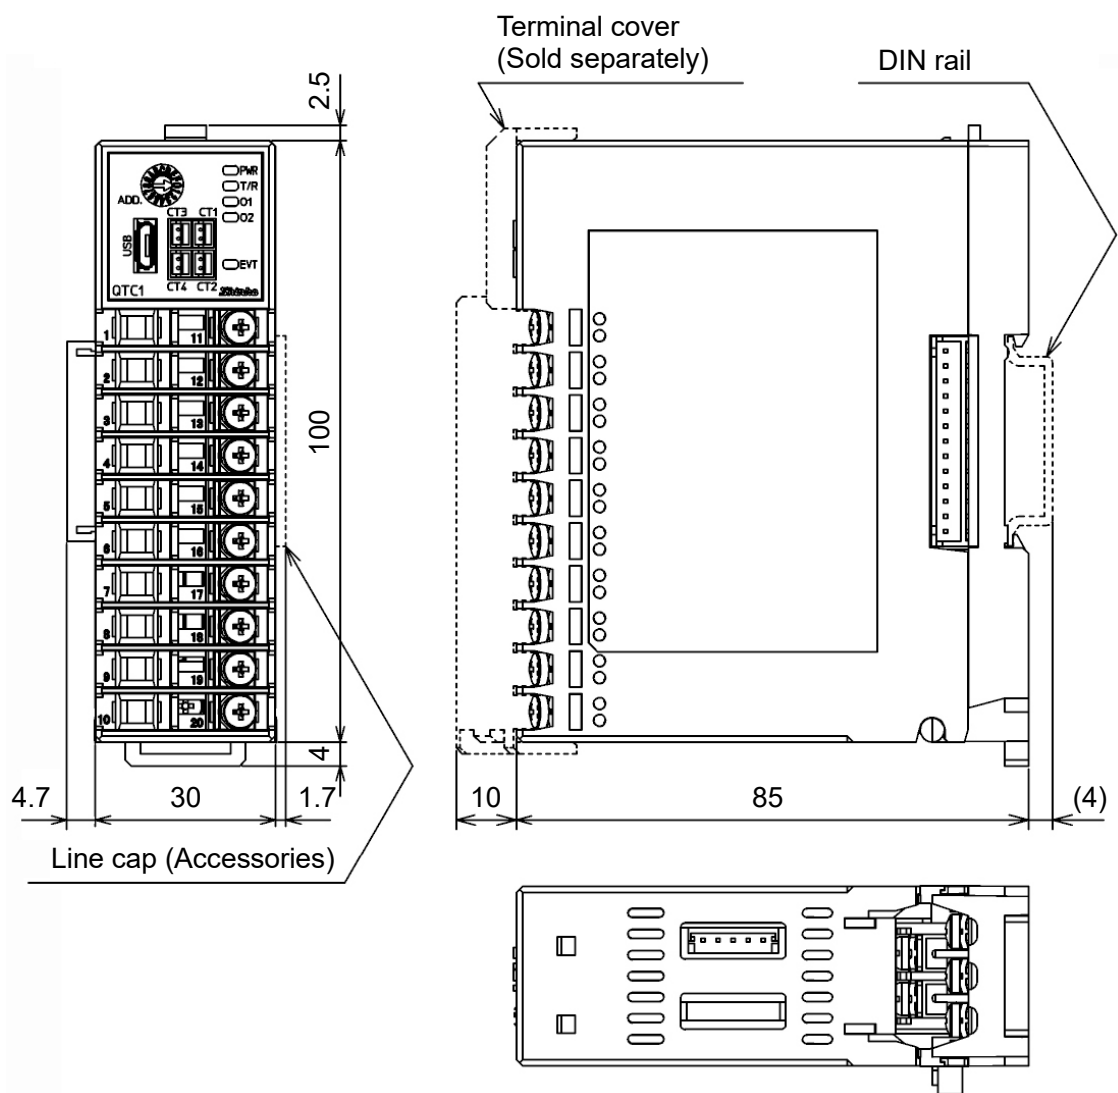 Terminal cover
(Sold separately)
DIN rail
2.5
PWR
T/R
ADD.
O1
CT3 CT1
O2
USB
EVT
CT4 CT2
QTC1
Shinko
1 11
2 12
3 13
4 14
5 15
6 16
7 17
8 18
9 19
10 20
100
4
4.7
30
1.7
10
85
(4)
Line cap (Accessories)